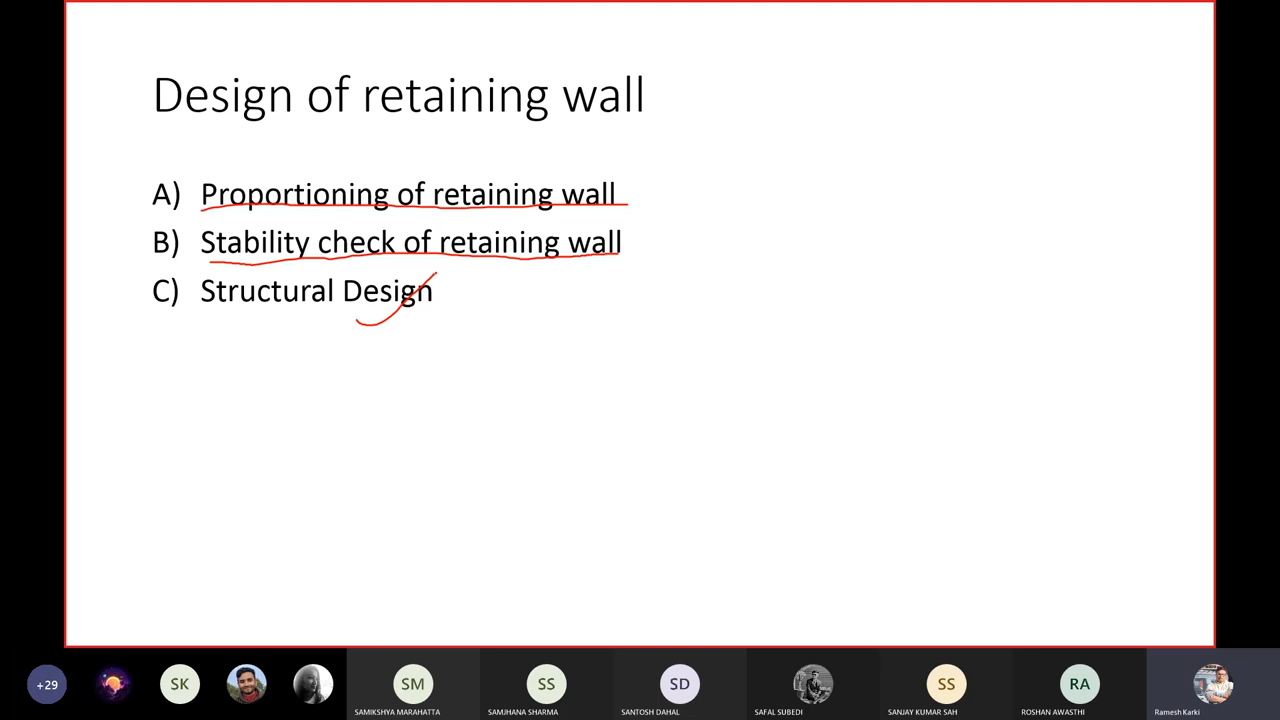 Design of retaining wall
A) Proportioning of retaining wall
B) Stability check of retaining wall
C) Structural Design
+29
SK
SM
SS
SD
SS
RA
SAMIKSHYA MARAHATTA
SAMJHANA SHARMA
SANTOSH DAHAL
SAFAL SUBEDI
SANJAY KUMAR SAH
ROSHAN AWASTHI
Ramesh Karki